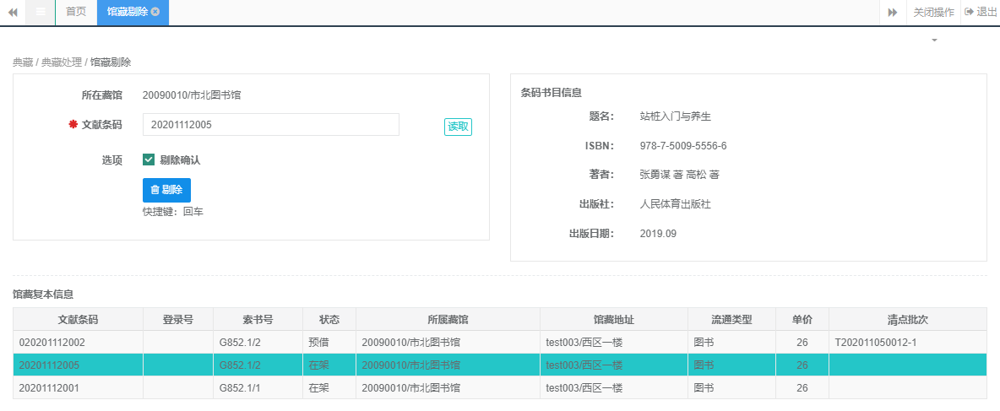 首页 馆藏剔除 关闭操作 退出
典藏 / 典藏处理 / 馆藏剔除
所在藏馆 20090010/市北图书馆
文献条码 20201112005 读取
选项 剔除确认
剔除
快捷键：回车
条码书目信息
题名： 站桩入门与养生
ISBN： 978-7-5009-5556-6
著者： 张勇谋 著 高松 著
出版社： 人民体育出版社
出版日期： 2019.09
馆藏复本信息
文献条码 登录号 索书号 状态 所属藏馆 馆藏地址 流通类型 单价 清点批次
020201112002 G852.1/2 预借 20090010/市北图书馆 test003/西区一楼 图书 26 T202011050012-1
20201112005 G852.1/2 在架 20090010/市北图书馆 test003/西区一楼 图书 26
20201112001 G852.1/1 在架 20090010/市北图书馆 test003/西区一楼 图书 26